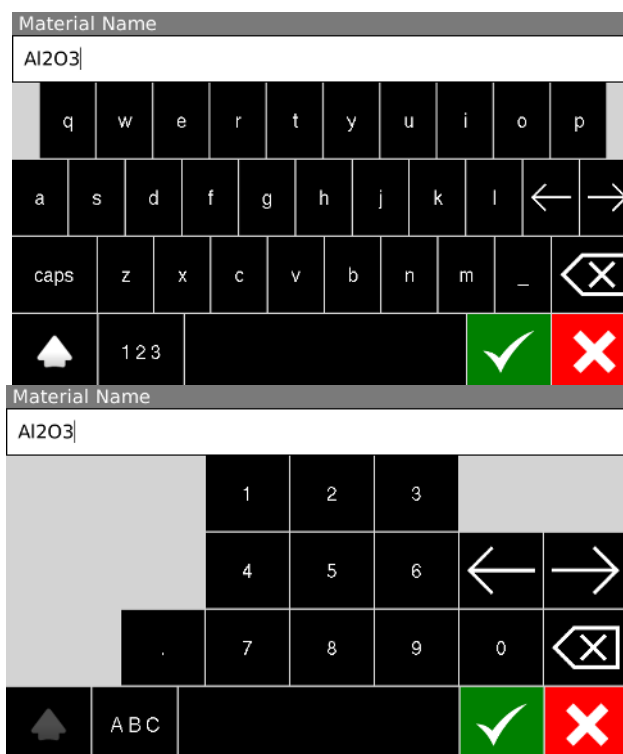 Material Name
Al2O3
q w e r t y u i o p
a s d f g h j k l
caps z x c v b n m _
123
Material Name
Al2O3
1 2 3
4 5 6
. 7 8 9 0
ABC